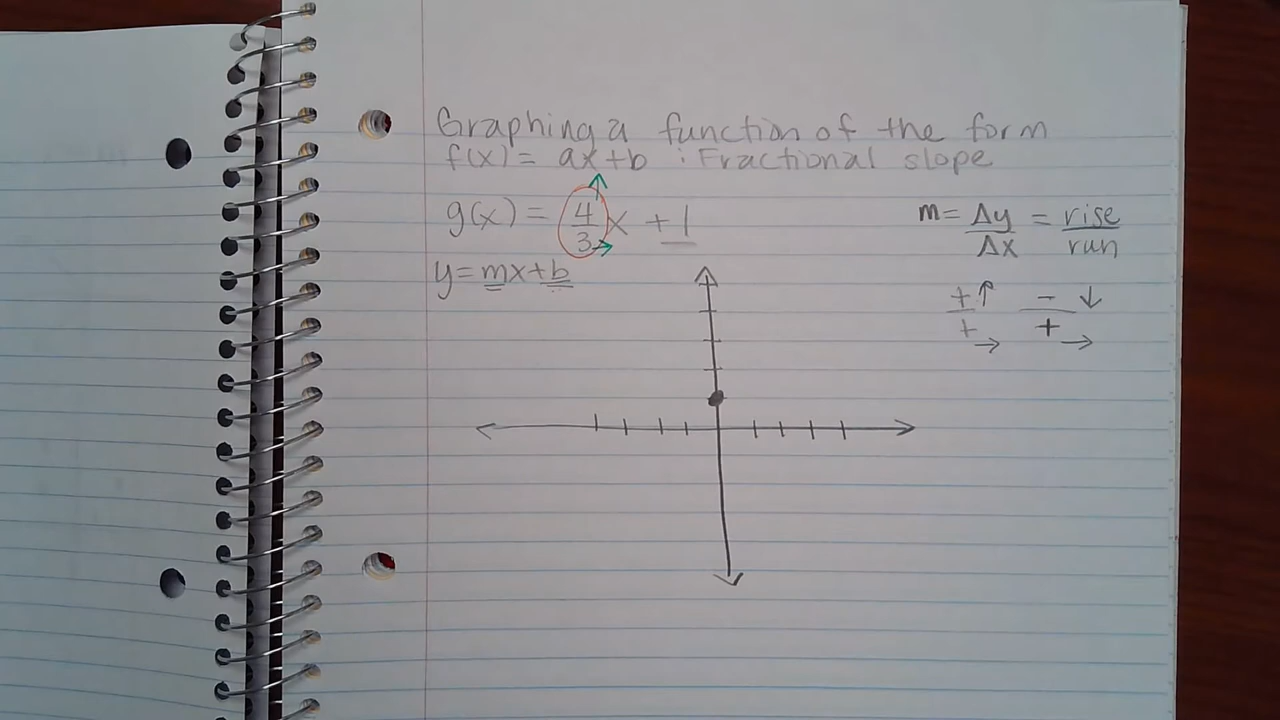 Graphing a function of the form
f(x) = ax+b : Fractional slope
g(x) = 4/3 x + 1
m = Δy/Δx = rise/run
y = mx+b
+/+ ↑ → −/+ ↓ →